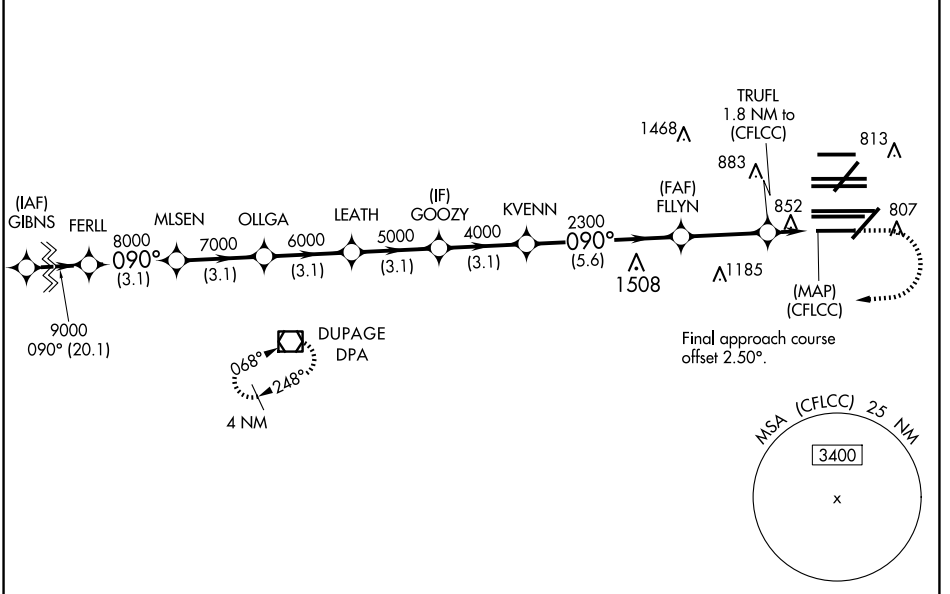 TRUFL
1.8 NM to
(CFLCC)
1468
813
883
(IAF)
GIBNS
FERLL
MLSEN
OLLGA
LEATH
(IF)
GOOZY
KVENN
(FAF)
FLLYN
852
807
8000
090°
(3.1)
7000
(3.1)
6000
(3.1)
5000
(3.1)
4000
(3.1)
2300
090°
(5.6)
1508
1185
9000
090° (20.1)
(MAP)
(CFLCC)
DUPAGE
DPA
068°
248°
4 NM
Final approach course
offset 2.50°.
MSA (CFLCC) 25 NM
3400
x